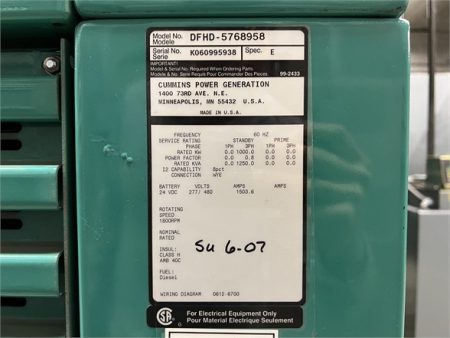 Model No. DFHD-5768958
Modele
Serial No. K060995938 Spec. E
Serie
IMPORTANT!
Model & Serial No. Required When Ordering Parts.
Modele & No. Serie Requis Pour Commander Des Pieces. 99-2433
CUMMINS POWER GENERATION
1400 73RD AVE. N.E.
MINNEAPOLIS, MN 55432 U.S.A.
MADE IN U.S.A.
FREQUENCY 60 HZ
SERVICE RATING STANDBY PRIME
PHASE 1PH 3PH 1PH 3PH
RATED KW 0.0 1000.0 0.0 0.0
POWER FACTOR 0.0 0.8 0.0 0.0
RATED KVA 0.0 1250.0 0.0 0.0
I2 CAPABILITY 8pct
CONNECTION WYE
BATTERY VOLTS AMPS AMPS
24 VDC 277/ 480 1503.6
ROTATING
SPEED
1800RPM
NOMINAL
RATED
Su 6-07
INSUL:
CLASS H
AMB 40C
FUEL:
Diesel
WIRING DIAGRAM 0612-6700
For Electrical Equipment Only
Pour Material Electrique Seulement